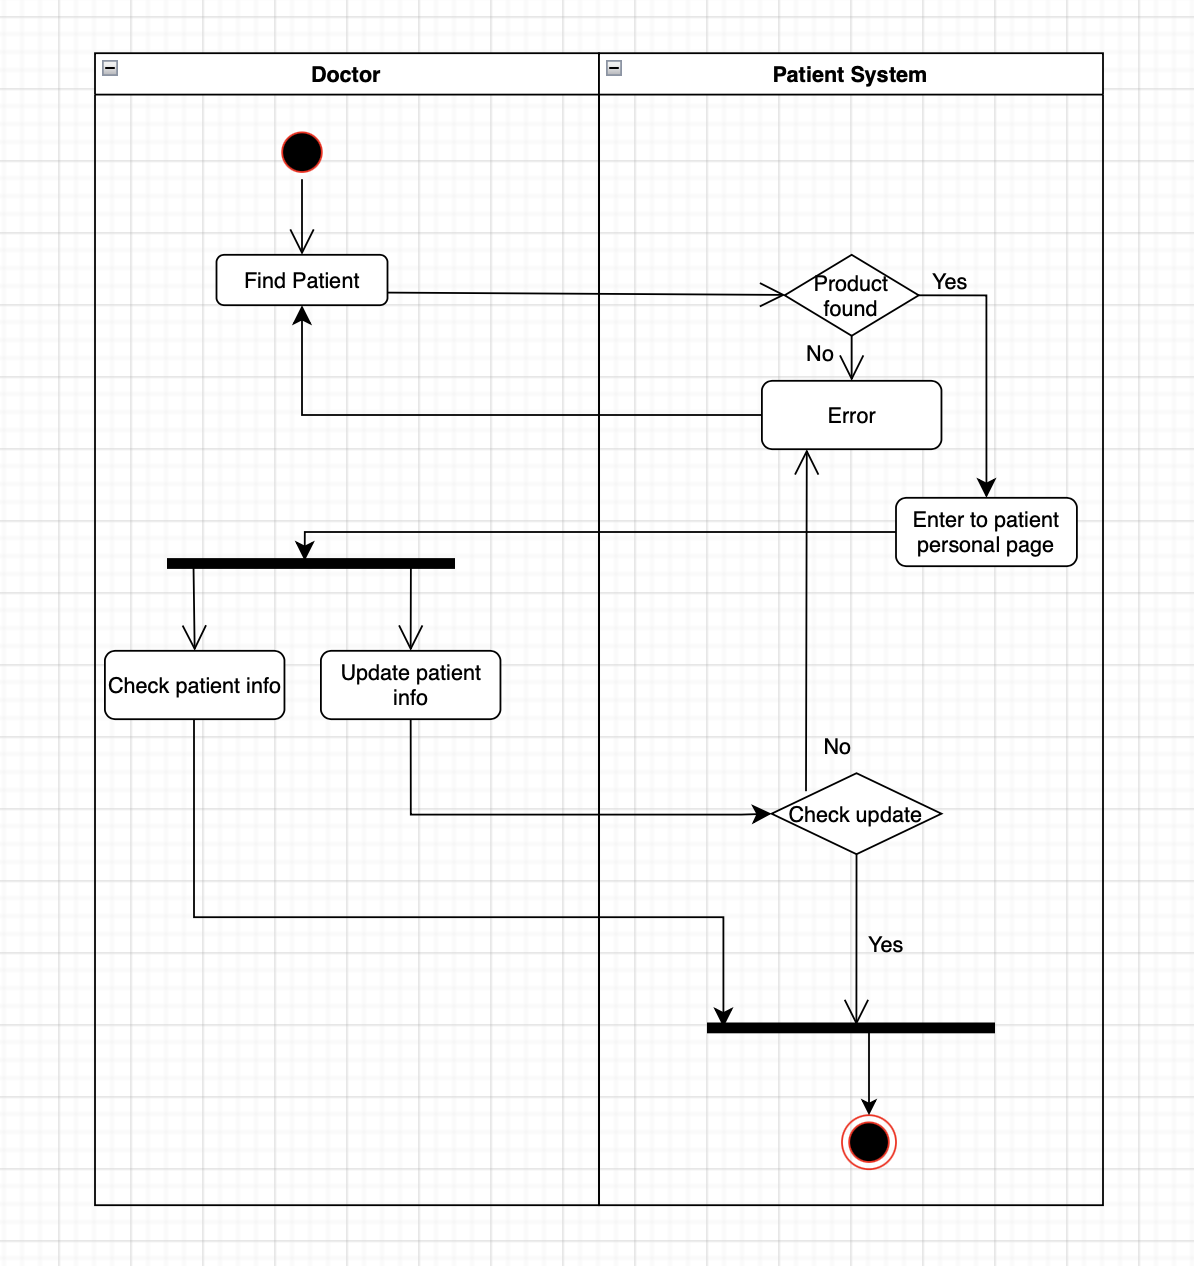 Doctor
Patient System
Find Patient
Product
found
Yes
No
Error
Enter to patient
personal page
Check patient info
Update patient
info
No
Check update
Yes